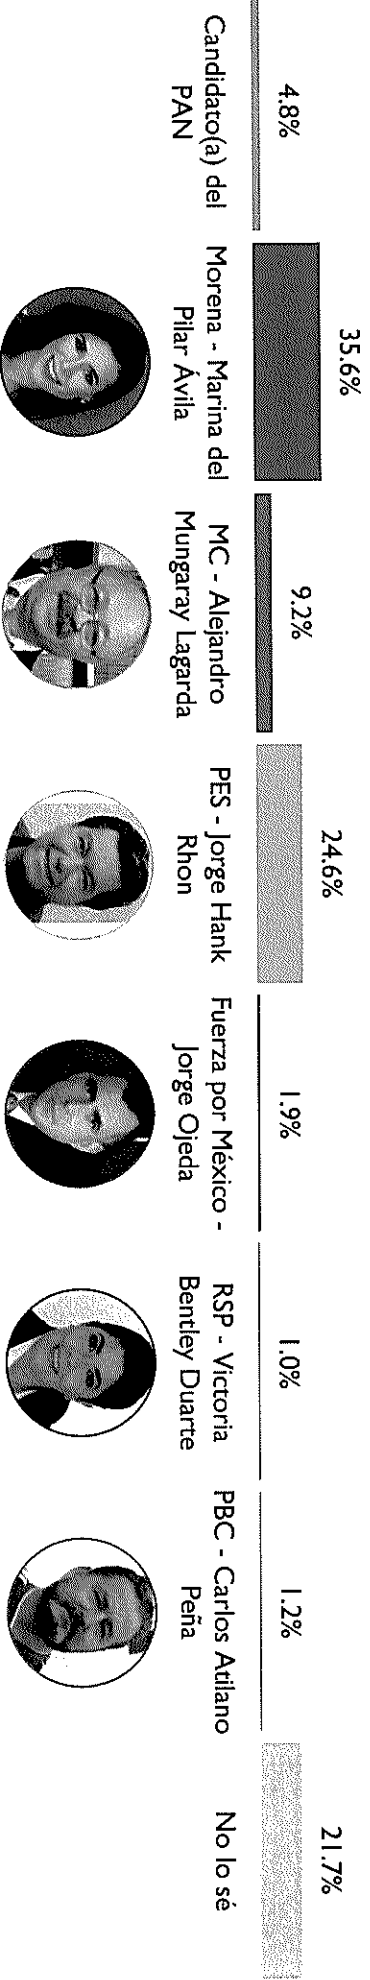 4.8%
Candidato(a) del
PAN
35.6%
Morena - Marina del
Pilar Ávila
9.2%
MC - Alejandro
Mungaray Lagarda
24.6%
PES - Jorge Hank
Rhon
1.9%
Fuerza por México -
Jorge Ojeda
1.0%
RSP - Victoria
Bentley Duarte
1.2%
PBC - Carlos Atilano
Peña
21.7%
No lo sé